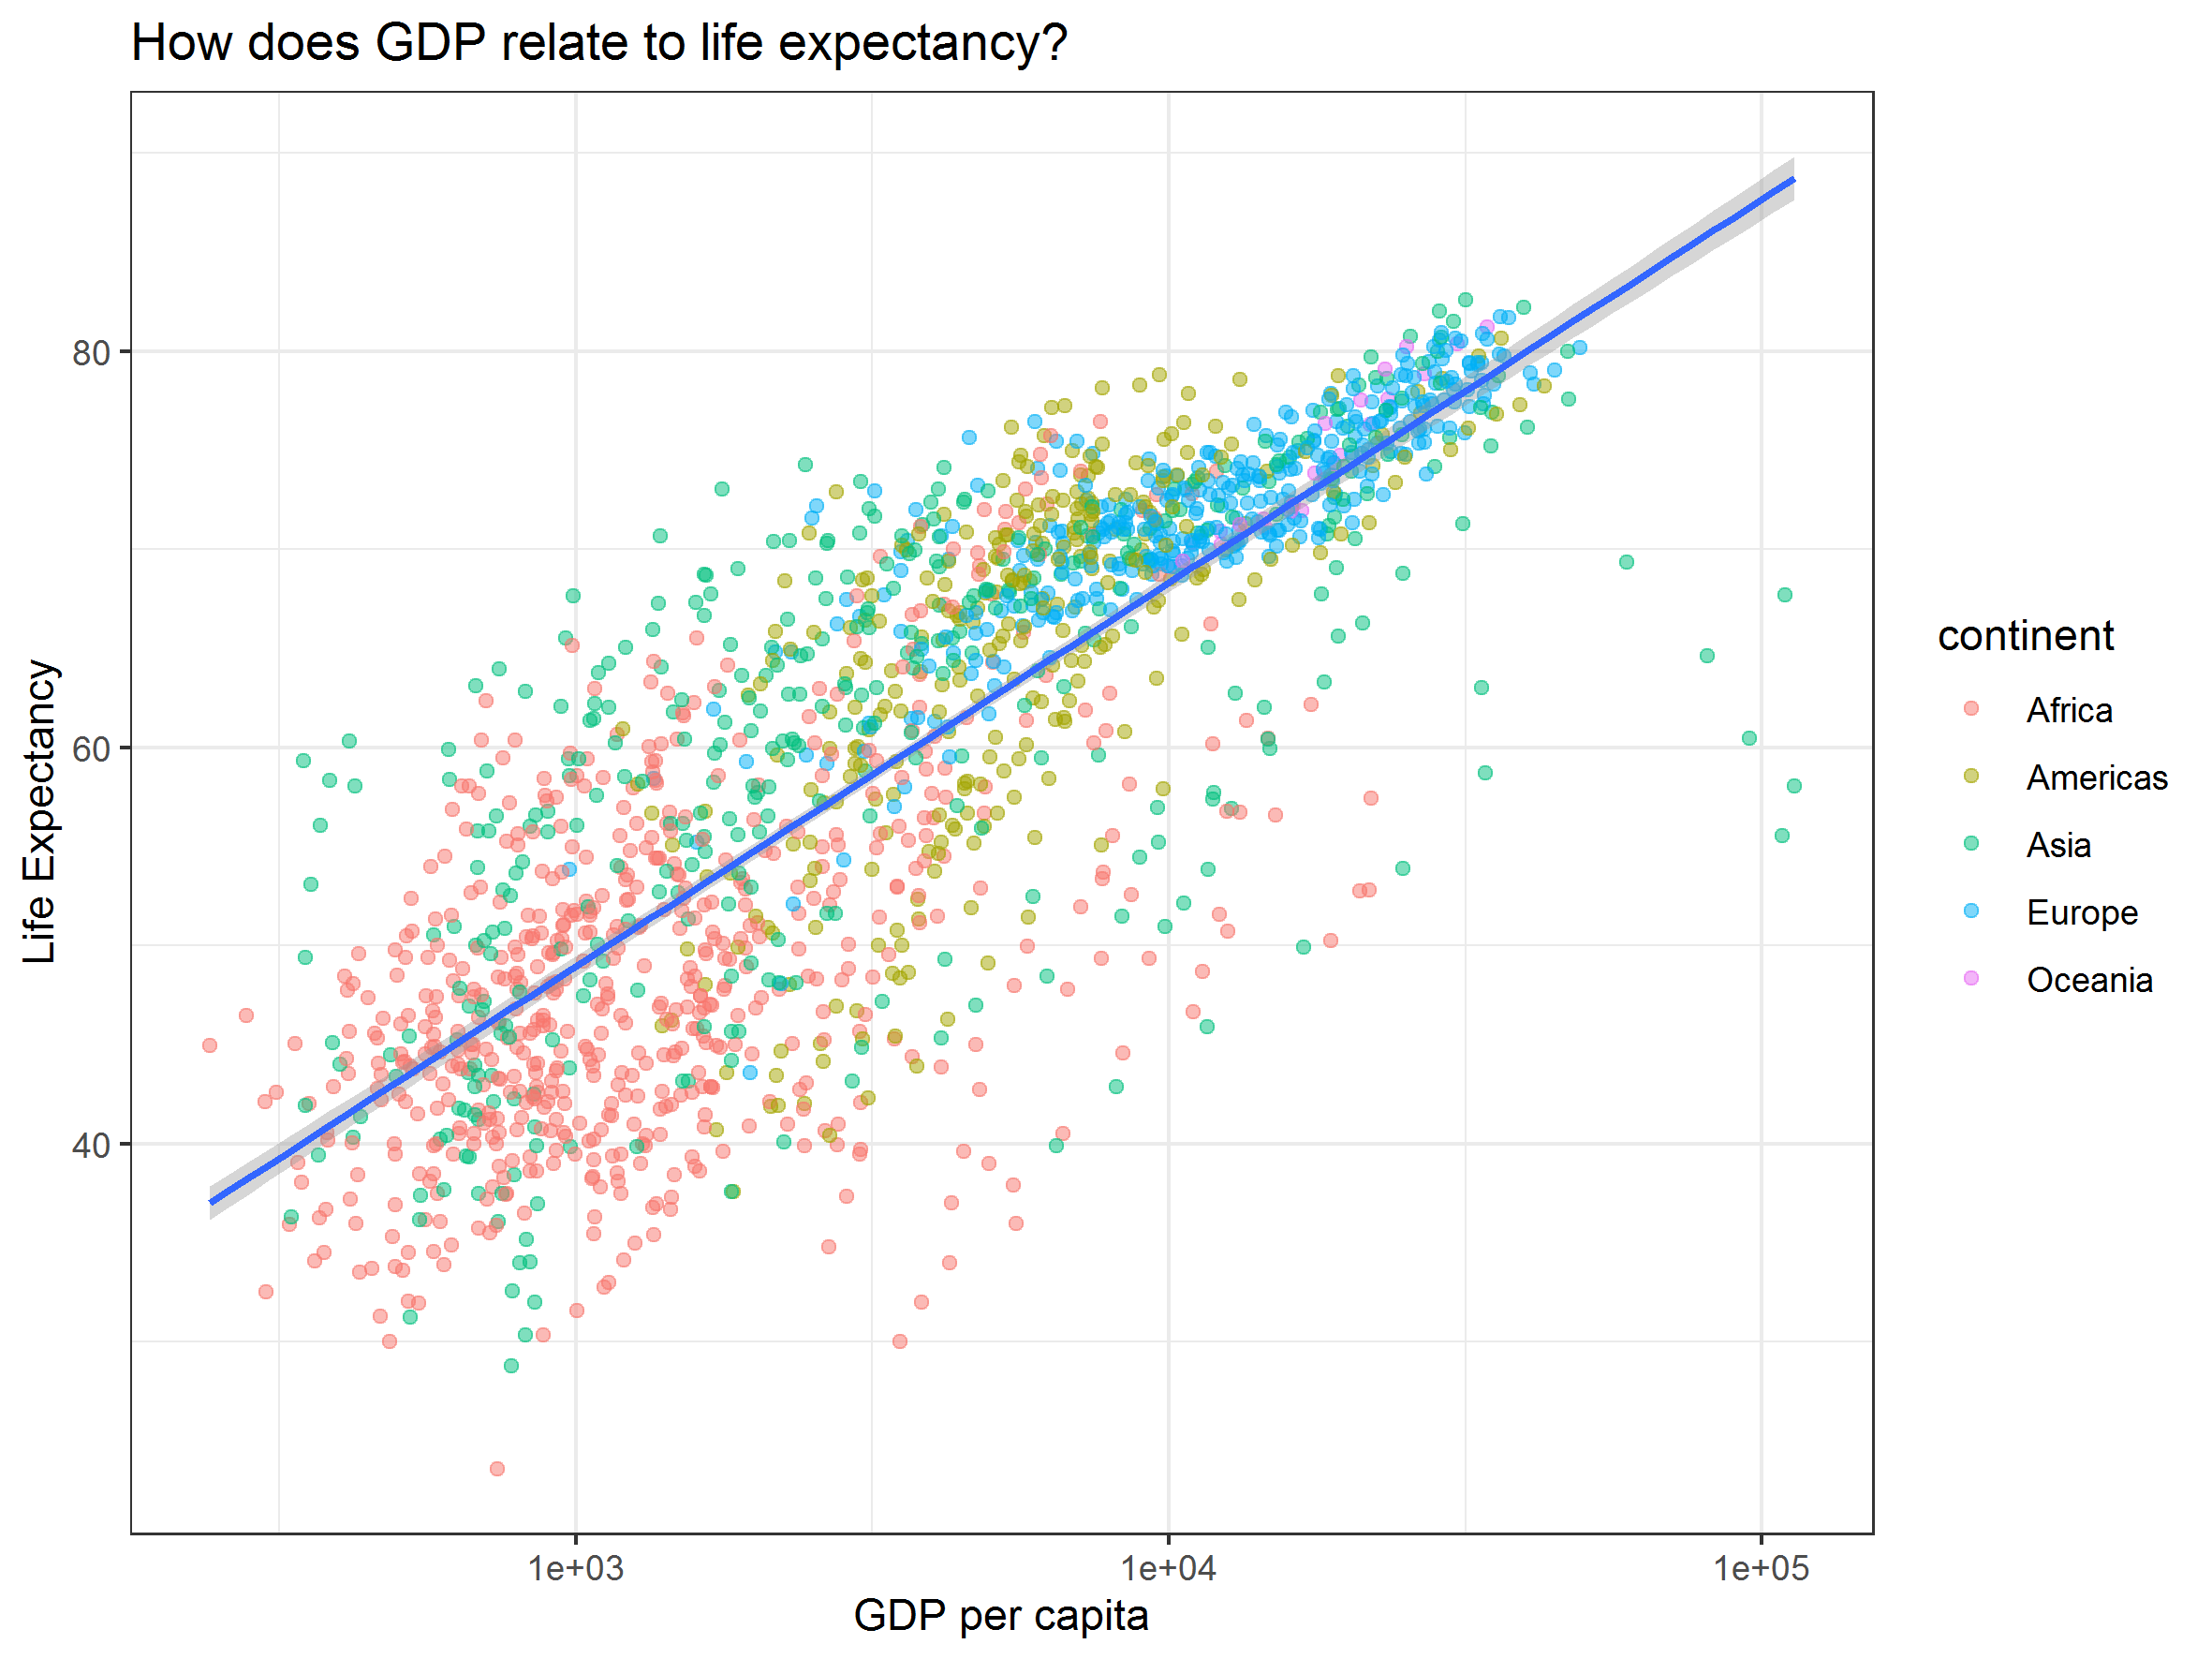 How does GDP relate to life expectancy?
80
60
40
Life Expectancy
1e+03 1e+04 1e+05
GDP per capita
continent
Africa
Americas
Asia
Europe
Oceania